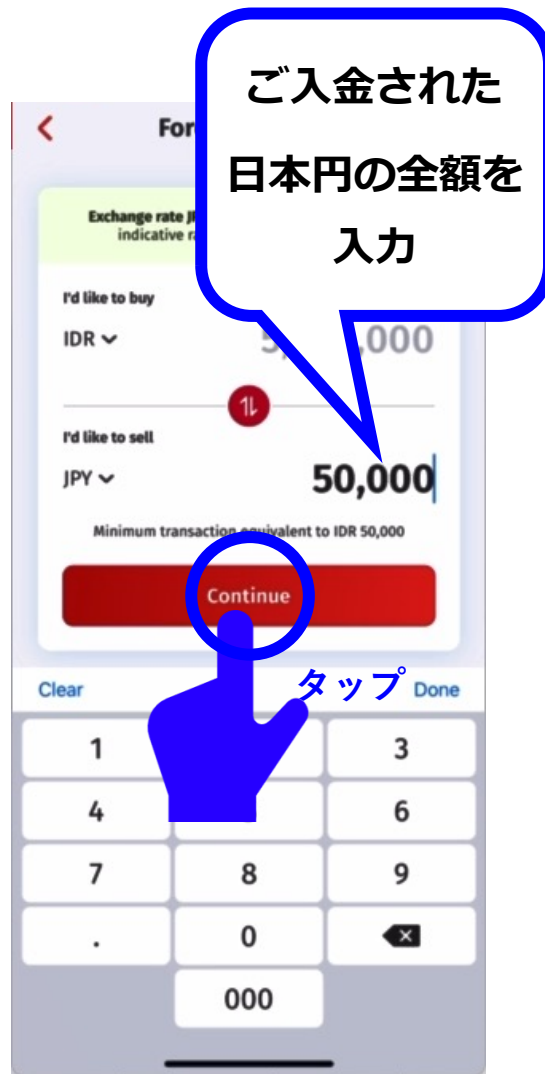 ご入金された
日本円の全額を
入力
For
Exchange rate
indicative
I'd like to buy
IDR
000
I'd like to sell
JPY
50,000
Minimum transaction equivalent to IDR 50,000
Continue
タップ
Clear
Done
1
3
4
6
7
8
9
.
0
000